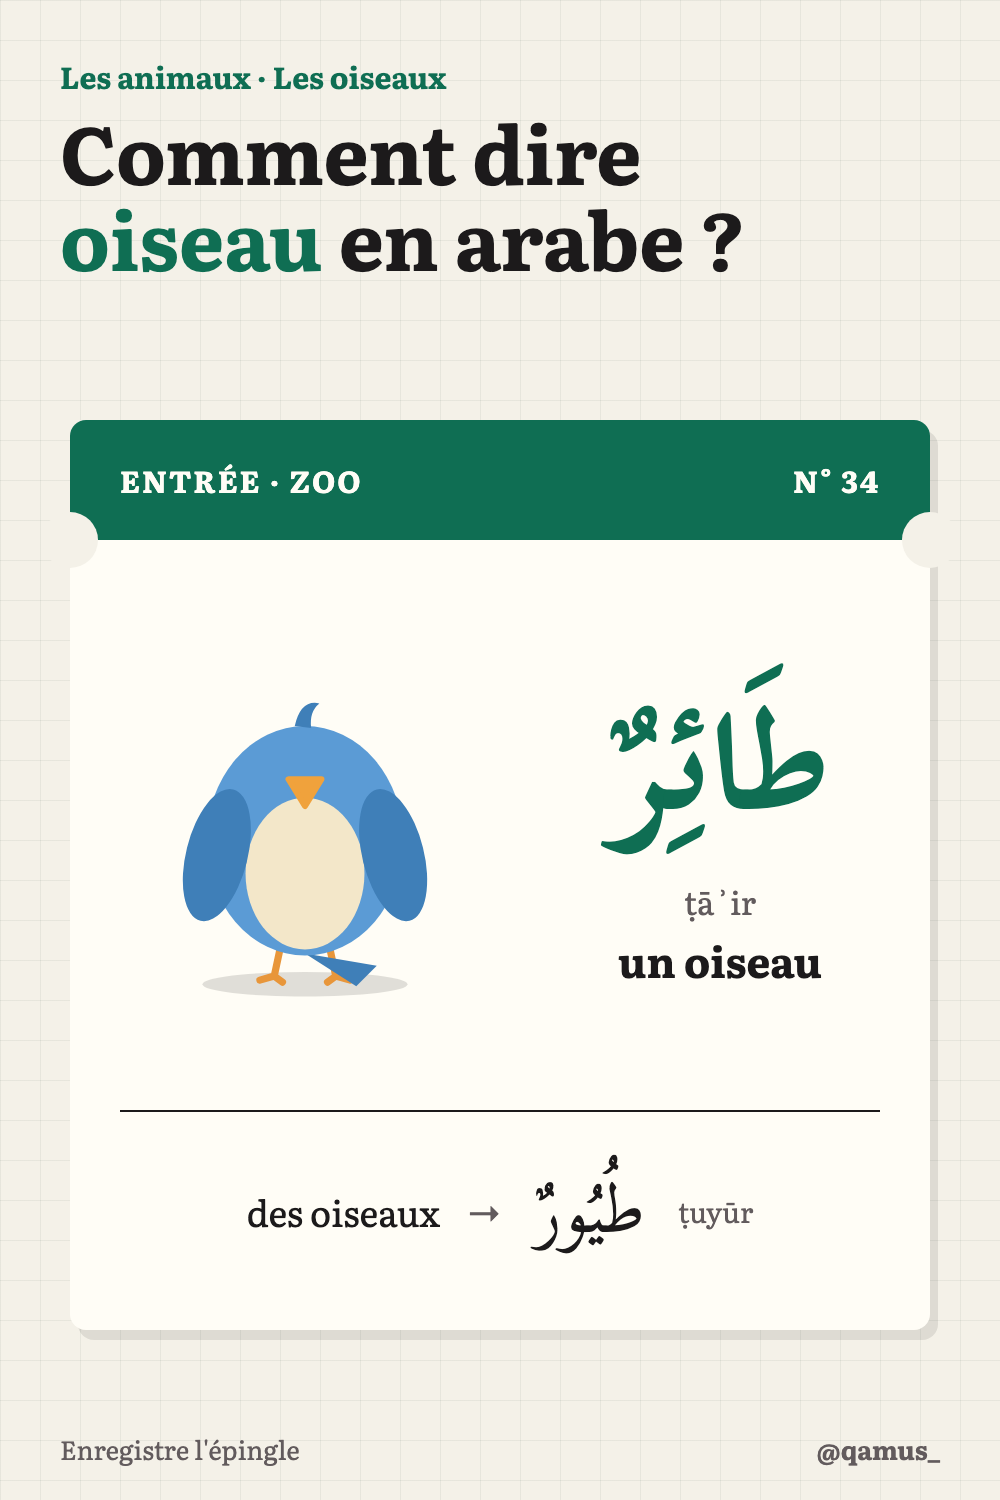 Les animaux · Les oiseaux
Comment dire
oiseau en arabe ?
ENTRÉE · ZOO
N° 34
طَائِرٌ
ṭāʾir
un oiseau
des oiseaux → طُيُورٌ ṭuyūr
Enregistre l'épingle
@qamus_